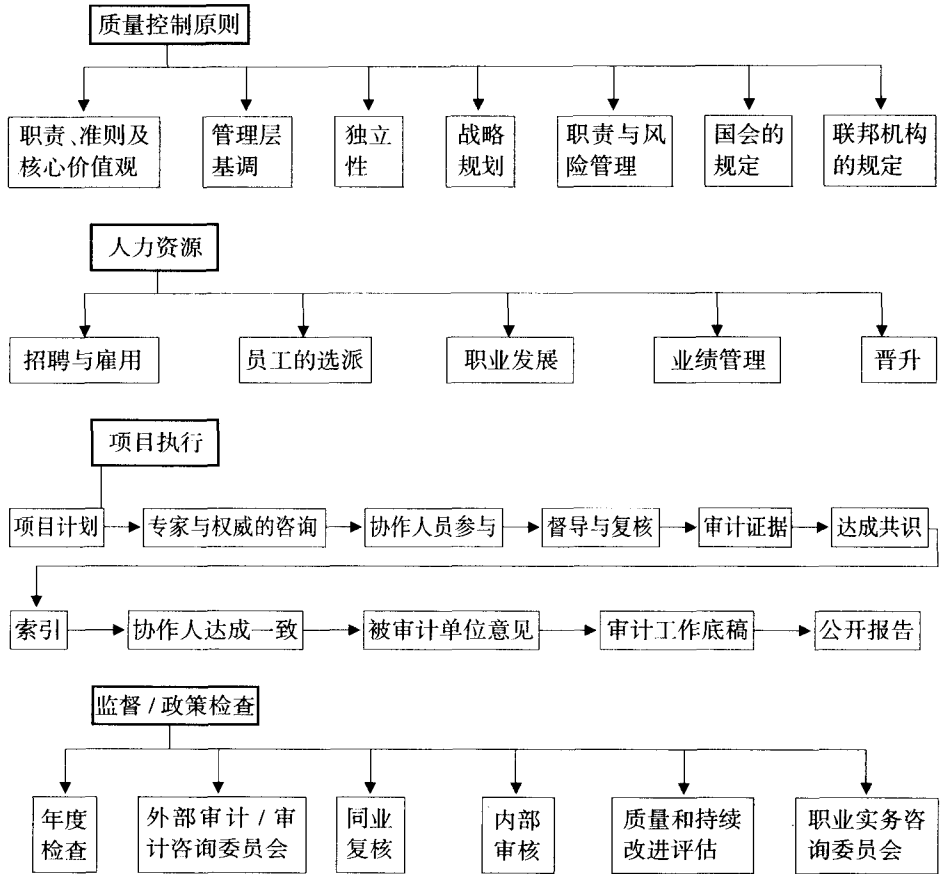 质量控制原则
职责、准则及
核心价值观
管理层
基调
独立
性
战略
规划
职责与风
险管理
国会的
规定
联邦机构
的规定
人力资源
招聘与雇用
员工的选派
职业发展
业绩管理
晋升
项目执行
项目计划
专家与权威的咨询
协作人员参与
督导与复核
审计证据
达成共识
索引
协作人达成一致
被审计单位意见
审计工作底稿
公开报告
监督/政策检查
年度
检查
外部审计/审
计咨询委员会
同业
复核
内部
审核
质量和持续
改进评估
职业实务咨
询委员会